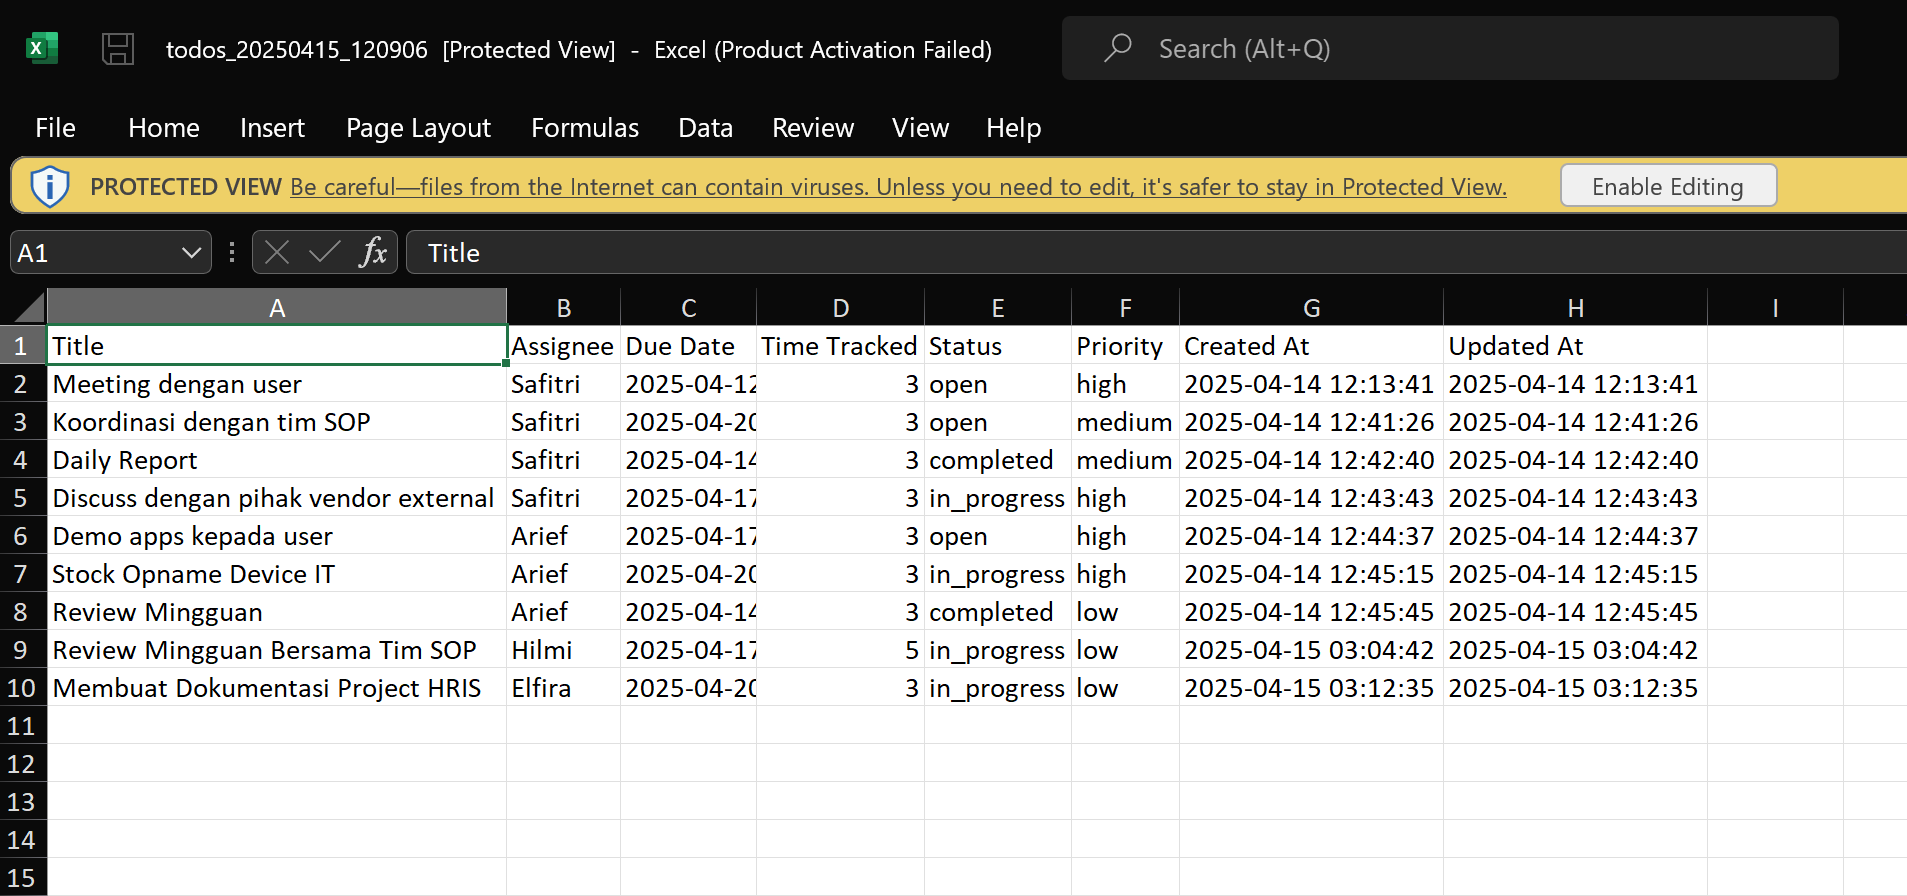 todos_20250415_120906 [Protected View] - Excel (Product Activation Failed) Search (Alt+Q)
File Home Insert Page Layout Formulas Data Review View Help
PROTECTED VIEW Be careful—files from the Internet can contain viruses. Unless you need to edit, it's safer to stay in Protected View. Enable Editing
A1 fx Title
A B C D E F G H I
1 Title Assignee Due Date Time Tracked Status Priority Created At Updated At
2 Meeting dengan user Safitri 2025-04-12 3 open high 2025-04-14 12:13:41 2025-04-14 12:13:41
3 Koordinasi dengan tim SOP Safitri 2025-04-20 3 open medium 2025-04-14 12:41:26 2025-04-14 12:41:26
4 Daily Report Safitri 2025-04-14 3 completed medium 2025-04-14 12:42:40 2025-04-14 12:42:40
5 Discuss dengan pihak vendor external Safitri 2025-04-17 3 in_progress high 2025-04-14 12:43:43 2025-04-14 12:43:43
6 Demo apps kepada user Arief 2025-04-17 3 open high 2025-04-14 12:44:37 2025-04-14 12:44:37
7 Stock Opname Device IT Arief 2025-04-20 3 in_progress high 2025-04-14 12:45:15 2025-04-14 12:45:15
8 Review Mingguan Arief 2025-04-14 3 completed low 2025-04-14 12:45:45 2025-04-14 12:45:45
9 Review Mingguan Bersama Tim SOP Hilmi 2025-04-17 5 in_progress low 2025-04-15 03:04:42 2025-04-15 03:04:42
10 Membuat Dokumentasi Project HRIS Elfira 2025-04-20 3 in_progress low 2025-04-15 03:12:35 2025-04-15 03:12:35
11
12
13
14
15